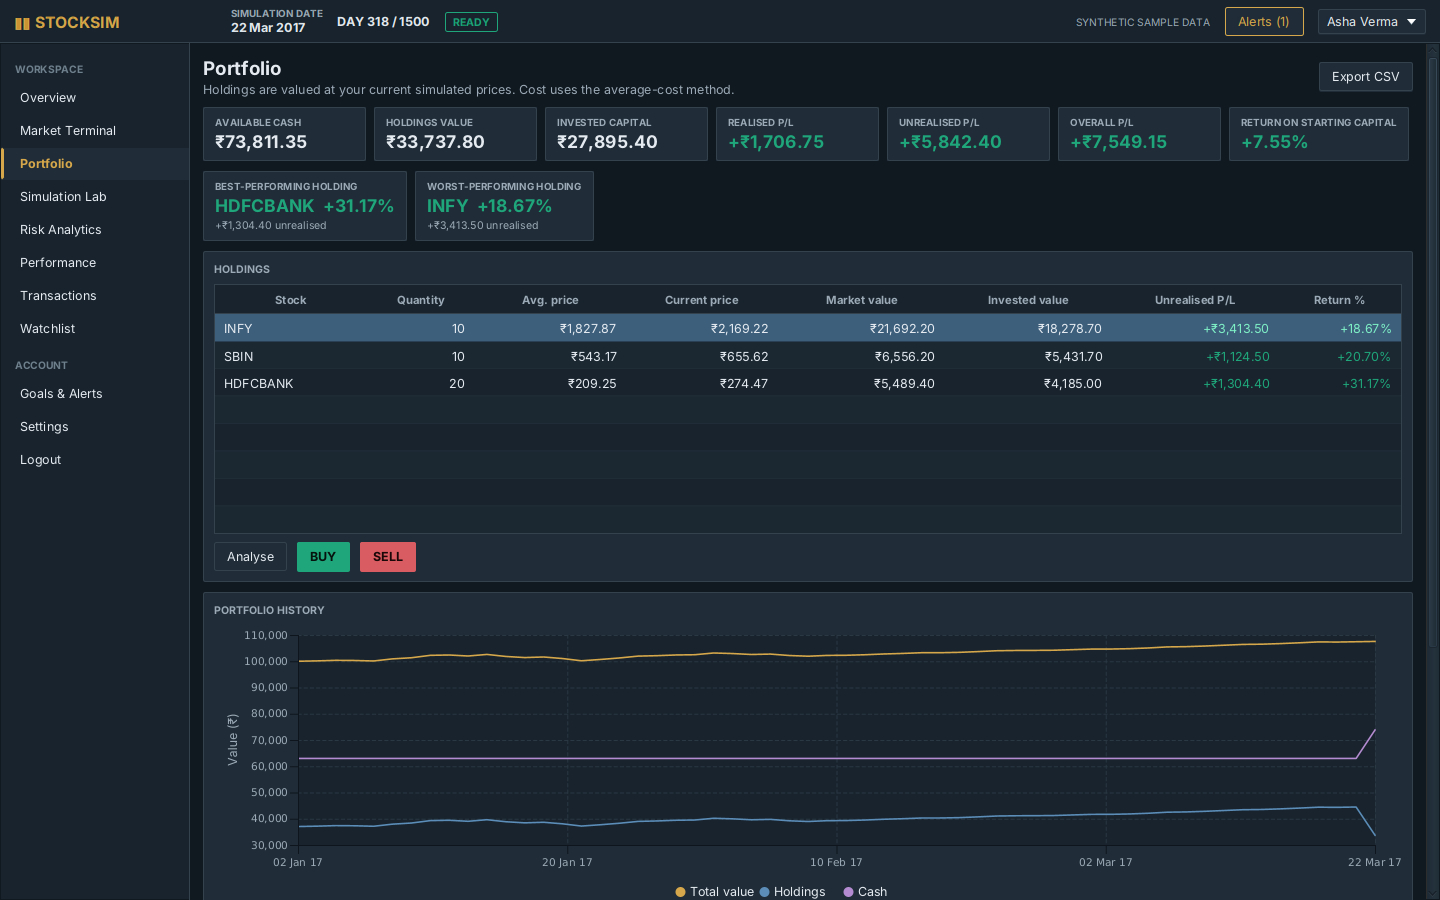 STOCKSIM
SIMULATION DATE
22 Mar 2017
DAY 318 / 1500
READY
SYNTHETIC SAMPLE DATA
Alerts (1)
Asha Verma
WORKSPACE
Overview
Market Terminal
Portfolio
Simulation Lab
Risk Analytics
Performance
Transactions
Watchlist
ACCOUNT
Goals & Alerts
Settings
Logout
Portfolio
Holdings are valued at your current simulated prices. Cost uses the average-cost method.
Export CSV
AVAILABLE CASH
₹73,811.35
HOLDINGS VALUE
₹33,737.80
INVESTED CAPITAL
₹27,895.40
REALISED P/L
+₹1,706.75
UNREALISED P/L
+₹5,842.40
OVERALL P/L
+₹7,549.15
RETURN ON STARTING CAPITAL
+7.55%
BEST-PERFORMING HOLDING
HDFCBANK +31.17%
+₹1,304.40 unrealised
WORST-PERFORMING HOLDING
INFY +18.67%
+₹3,413.50 unrealised
HOLDINGS
Stock Quantity Avg. price Current price Market value Invested value Unrealised P/L Return %
INFY 10 ₹1,827.87 ₹2,169.22 ₹21,692.20 ₹18,278.70 +₹3,413.50 +18.67%
SBIN 10 ₹543.17 ₹655.62 ₹6,556.20 ₹5,431.70 +₹1,124.50 +20.70%
HDFCBANK 20 ₹209.25 ₹274.47 ₹5,489.40 ₹4,185.00 +₹1,304.40 +31.17%
Analyse
BUY
SELL
PORTFOLIO HISTORY
Value (₹)
110,000
100,000
90,000
80,000
70,000
60,000
50,000
40,000
30,000
02 Jan 17 20 Jan 17 10 Feb 17 02 Mar 17 22 Mar 17
Total value Holdings Cash